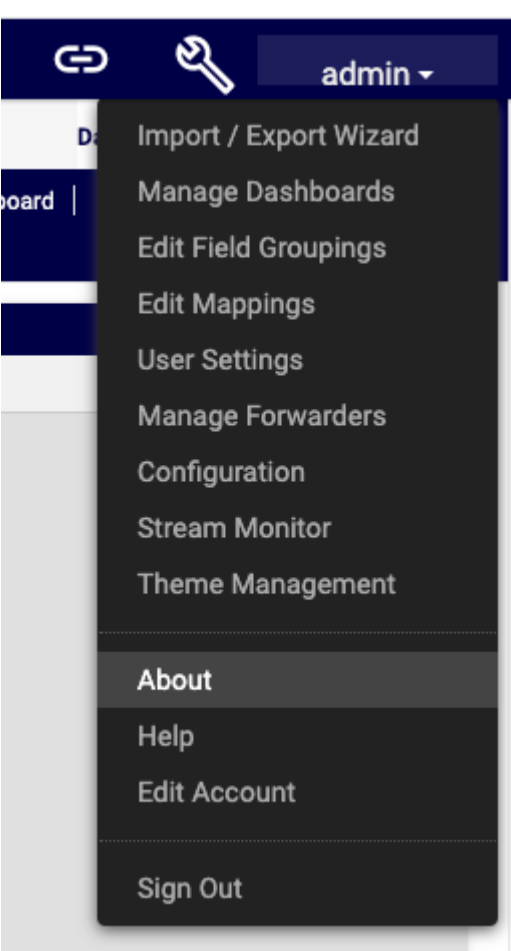 admin
Import / Export Wizard
Manage Dashboards
Edit Field Groupings
Edit Mappings
User Settings
Manage Forwarders
Configuration
Stream Monitor
Theme Management
About
Help
Edit Account
Sign Out